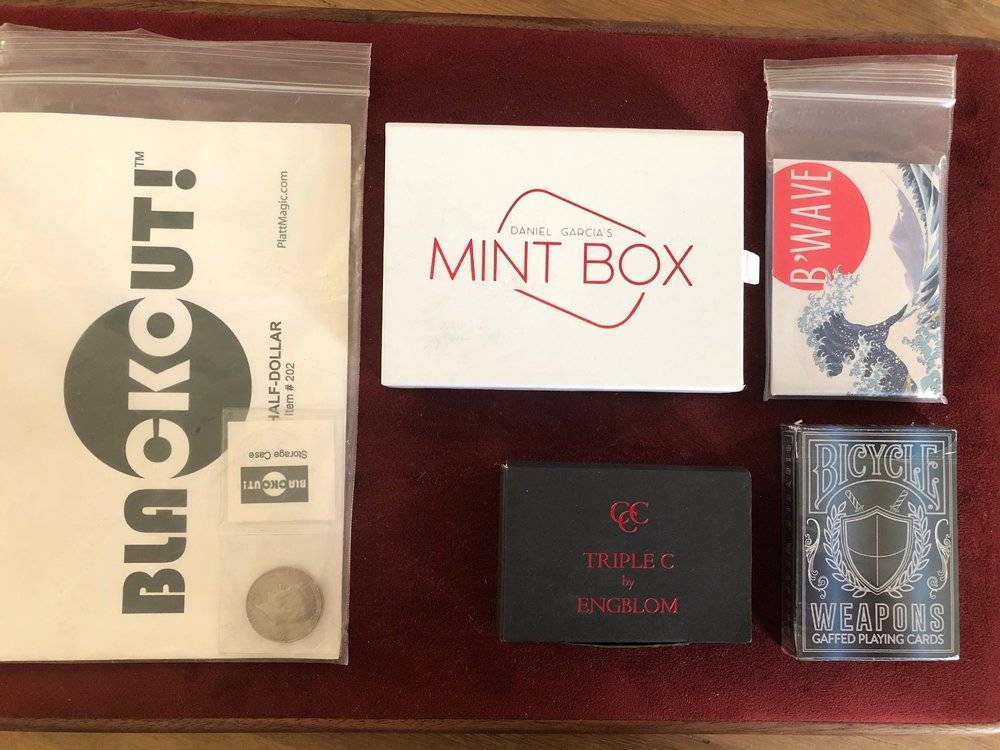 BLACKOUT!™
PlattMagic.com
HALF-DOLLAR
Item # 202
Storage Case
BLACKOUT!
DANIEL GARCIA'S
MINT BOX
B'WAVE
CCC
TRIPLE C
by
ENGBLOM
BICYCLE
WEAPONS
GAFFED PLAYING CARDS